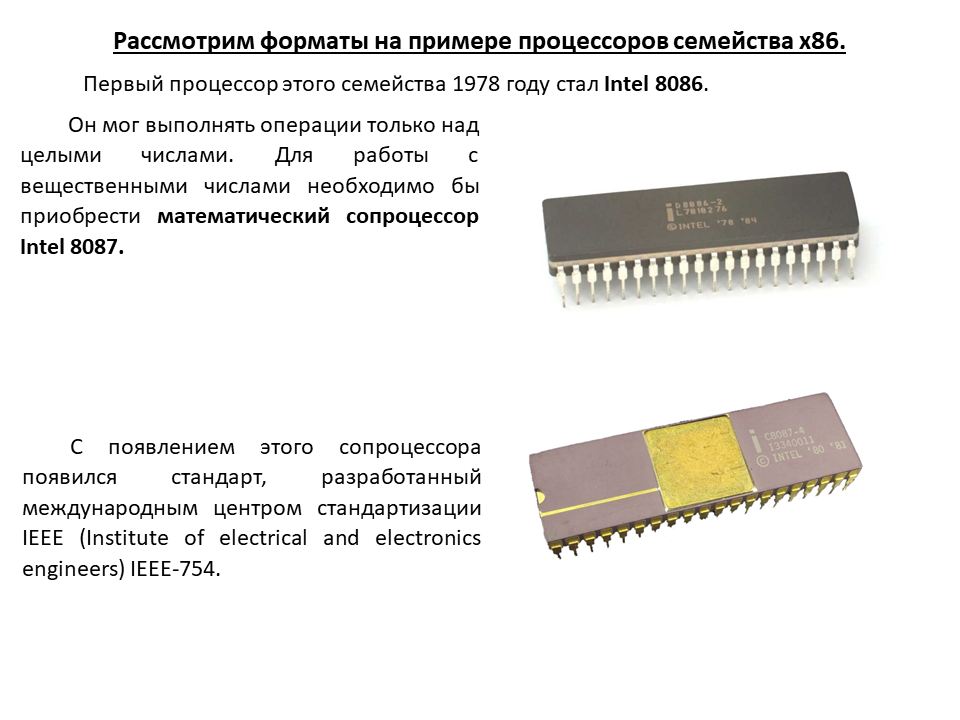 Рассмотрим форматы на примере процессоров семейства x86.
Первый процессор этого семейства 1978 году стал Intel 8086.
Он мог выполнять операции только над
целыми числами. Для работы с
вещественными числами необходимо бы
приобрести математический сопроцессор
Intel 8087.
D8086-2
L7818276
©INTEL '78 '84
С появлением этого сопроцессора
появился стандарт, разработанный
международным центром стандартизации
IEEE (Institute of electrical and electronics
engineers) IEEE-754.
C8087-4
I3340011
© INTEL '80 '81